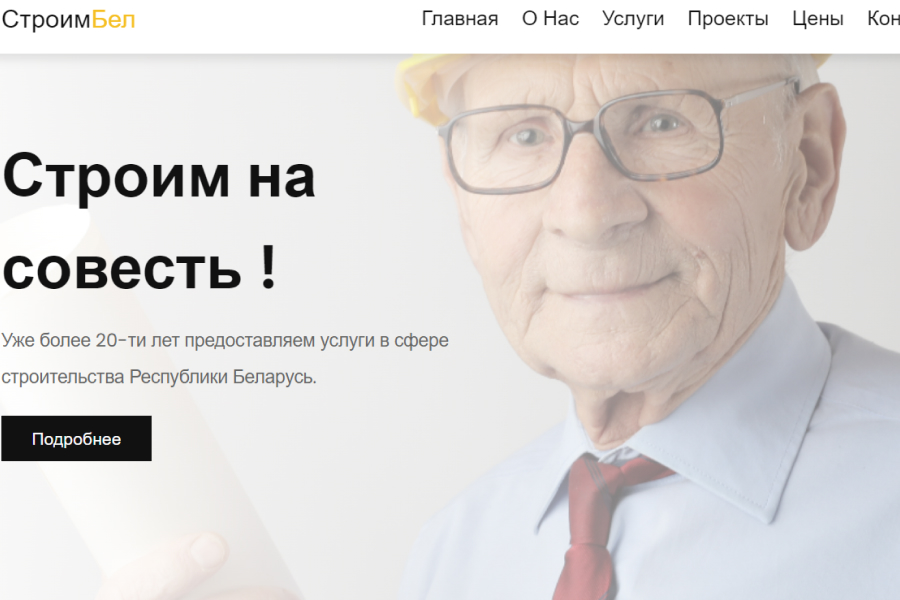 СтроимБел
Главная О Нас Услуги Проекты Цены Кон
Строим на
совесть !
Уже более 20-ти лет предоставляем услуги в сфере
строительства Республики Беларусь.
Подробнее